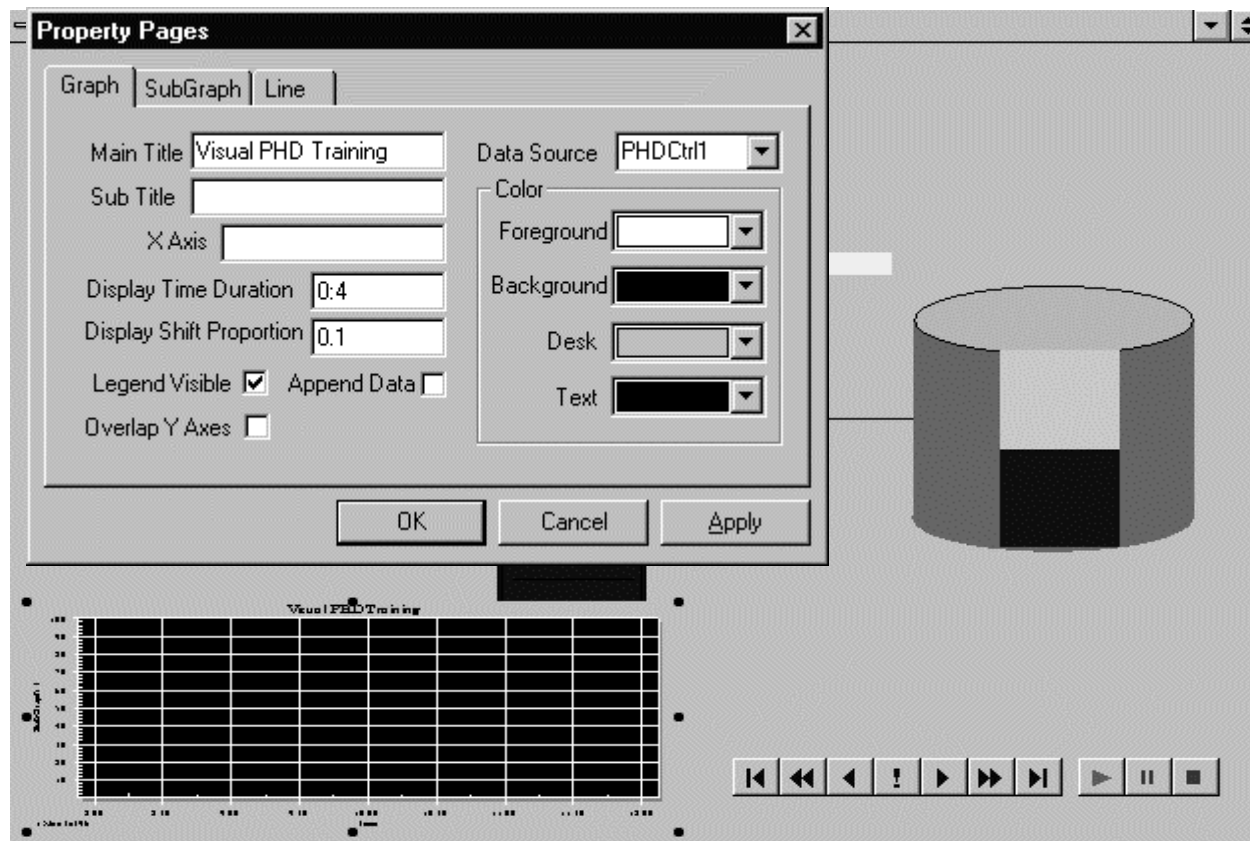 Property Pages
Graph SubGraph Line
Main Title Visual PHD Training
Sub Title
X Axis
Display Time Duration 0:4
Display Shift Proportion 0.1
Legend Visible Append Data
Overlap Y Axes
Data Source PHDCtrl1
Color
Foreground
Background
Desk
Text
OK Cancel Apply
Visual PHD Training